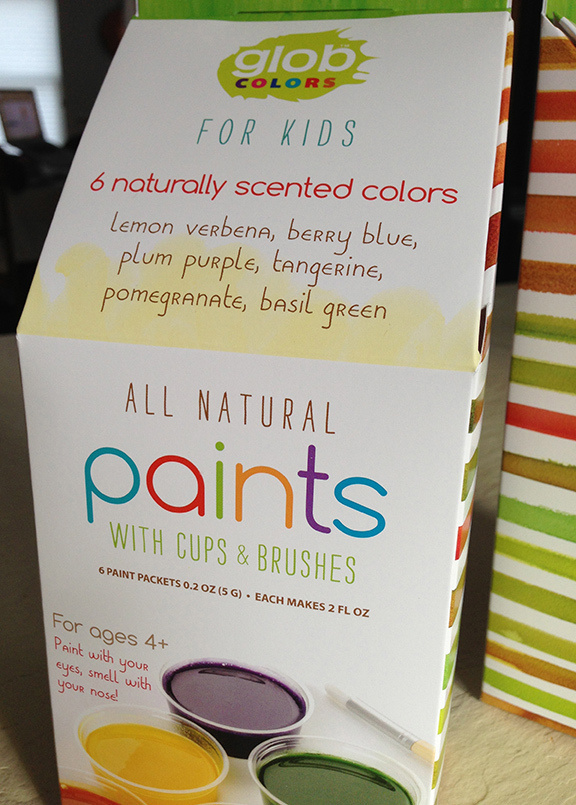 glob™
COLORS
FOR KIDS
6 naturally scented colors
lemon verbena, berry blue,
plum purple, tangerine,
pomegranate, basil green
ALL NATURAL
paints
WITH CUPS & BRUSHES
6 PAINT PACKETS 0.2 OZ (5 G) • EACH MAKES 2 FL OZ
For ages 4+
Paint with your
eyes, smell with
your nose!